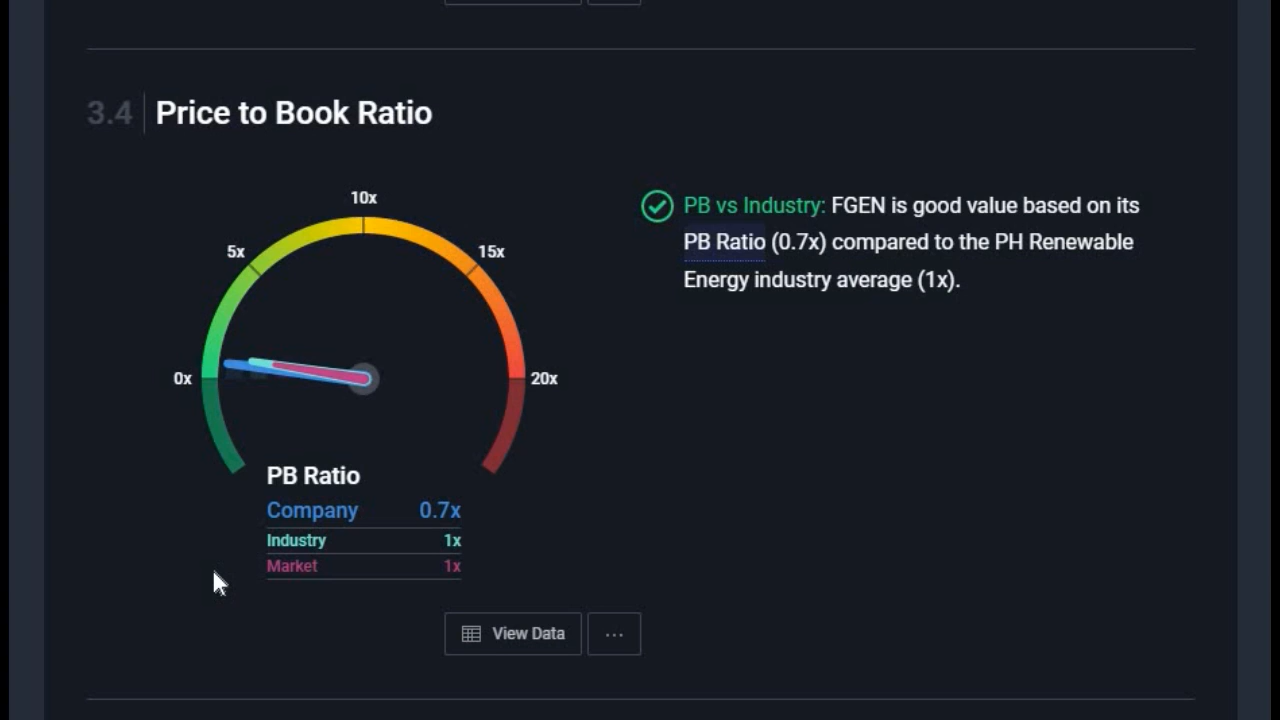 3.4 Price to Book Ratio
10x
5x
15x
0x
20x
PB vs Industry: FGEN is good value based on its
PB Ratio (0.7x) compared to the PH Renewable
Energy industry average (1x).
PB Ratio
Company 0.7x
Industry 1x
Market 1x
View Data ...